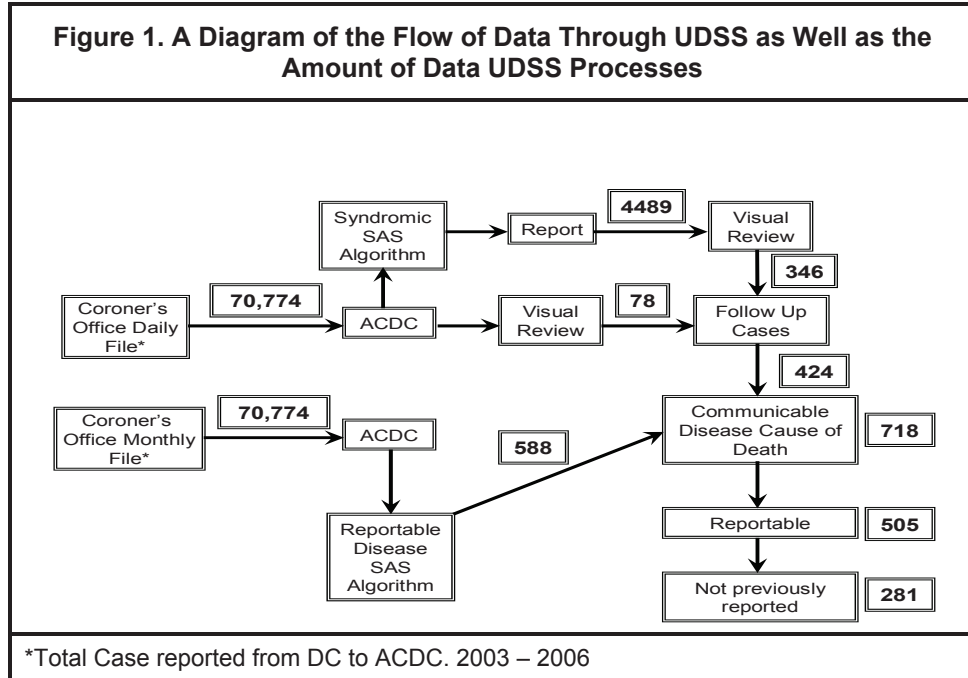 Figure 1. A Diagram of the Flow of Data Through UDSS as Well as the
Amount of Data UDSS Processes
Syndromic
SAS
Algorithm
Report
4489
Visual
Review
346
Coroner's
Office Daily
File*
70,774
ACDC
Visual
Review
78
Follow Up
Cases
424
Coroner's
Office Monthly
File*
70,774
ACDC
588
Communicable
Disease Cause of
Death
718
Reportable
Disease
SAS
Algorithm
Reportable
505
Not previously
reported
281
*Total Case reported from DC to ACDC. 2003 – 2006